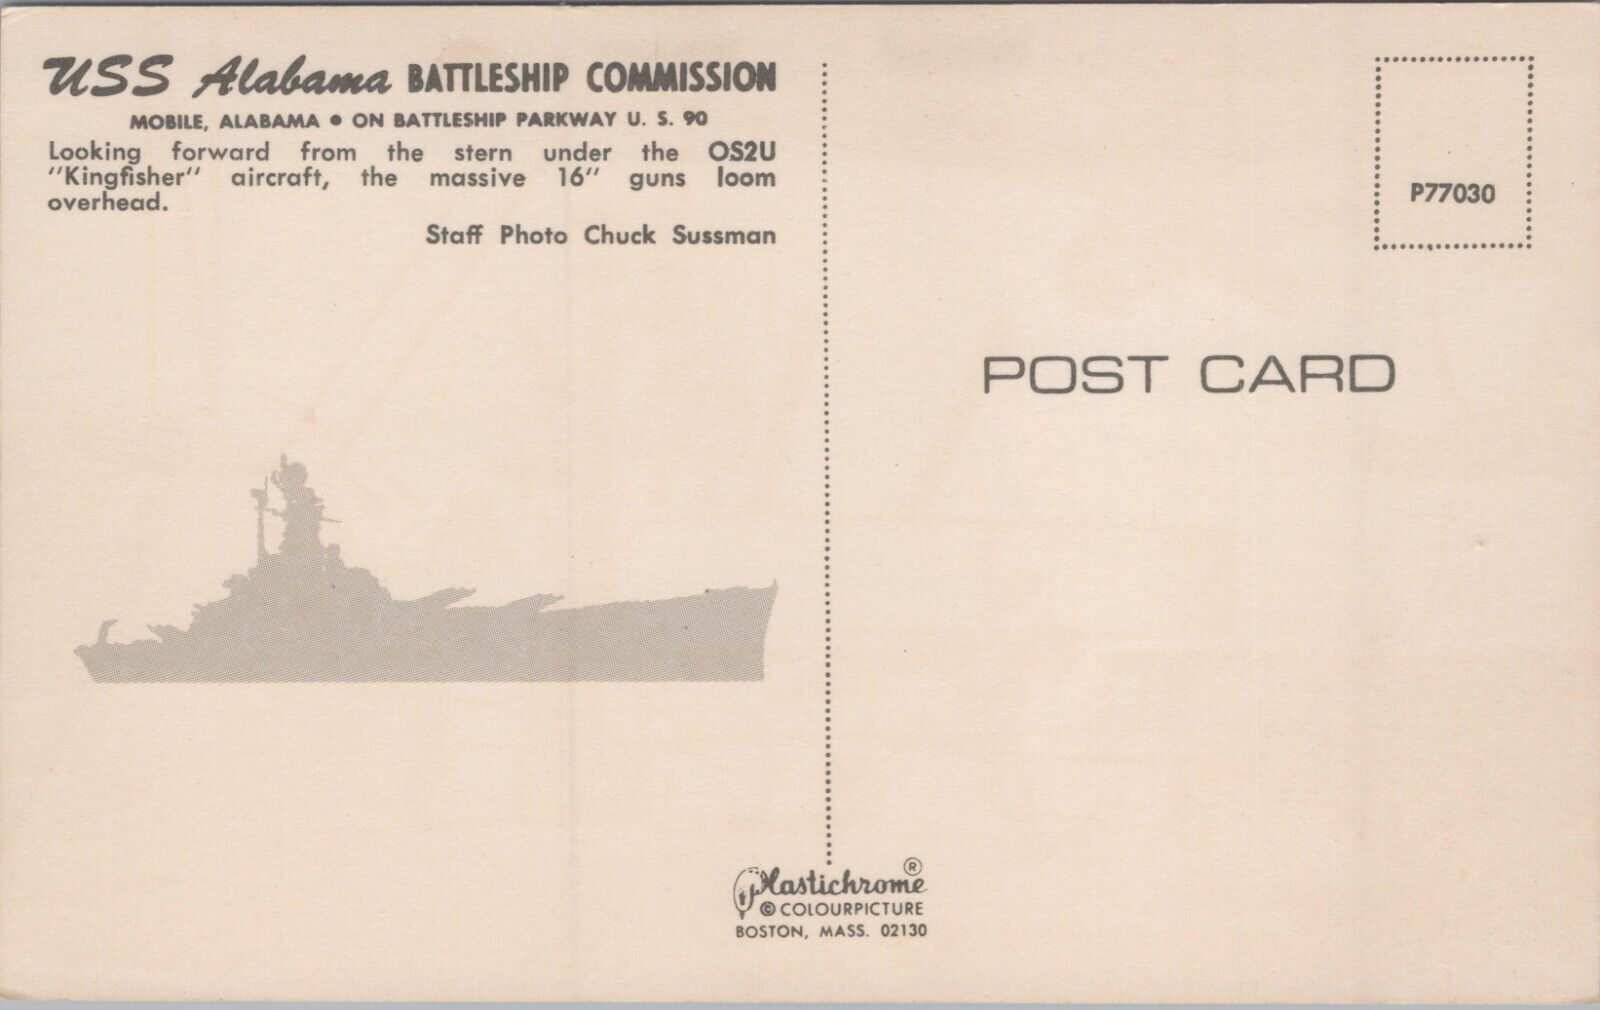 USS Alabama BATTLESHIP COMMISSION
MOBILE, ALABAMA • ON BATTLESHIP PARKWAY U. S. 90
Looking forward from the stern under the OS2U
"Kingfisher" aircraft, the massive 16" guns loom
overhead.
Staff Photo Chuck Sussman
P77030
POST CARD
Plastichrome ®
© COLOURPICTURE
BOSTON, MASS. 02130